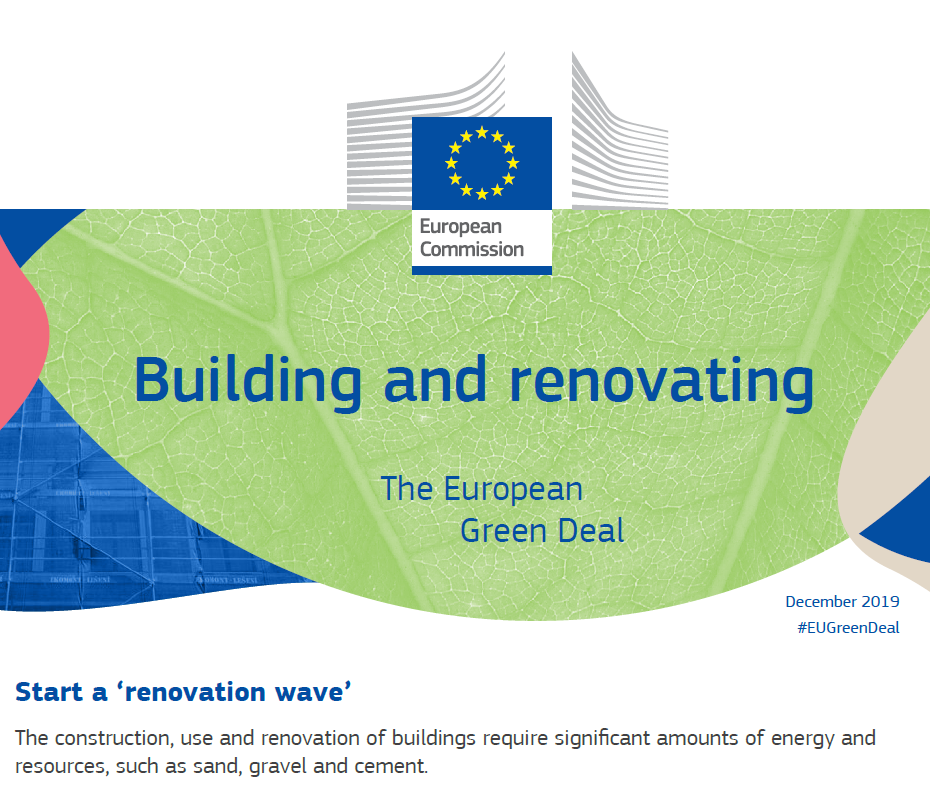 European
Commission
Building and renovating
The European
Green Deal
December 2019
#EUGreenDeal
Start a ‘renovation wave’
The construction, use and renovation of buildings require significant amounts of energy and
resources, such as sand, gravel and cement.